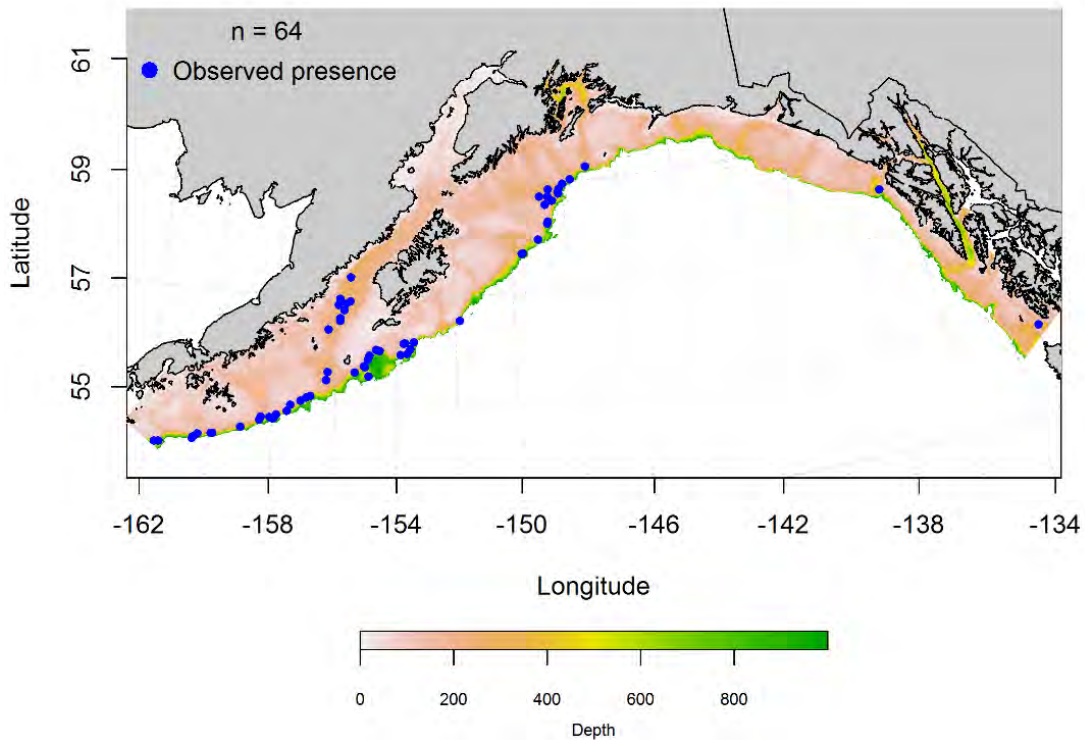 n = 64
Observed presence
61
59
57
55
Latitude
-162 -158 -154 -150 -146 -142 -138 -134
Longitude
0 200 400 600 800
Depth